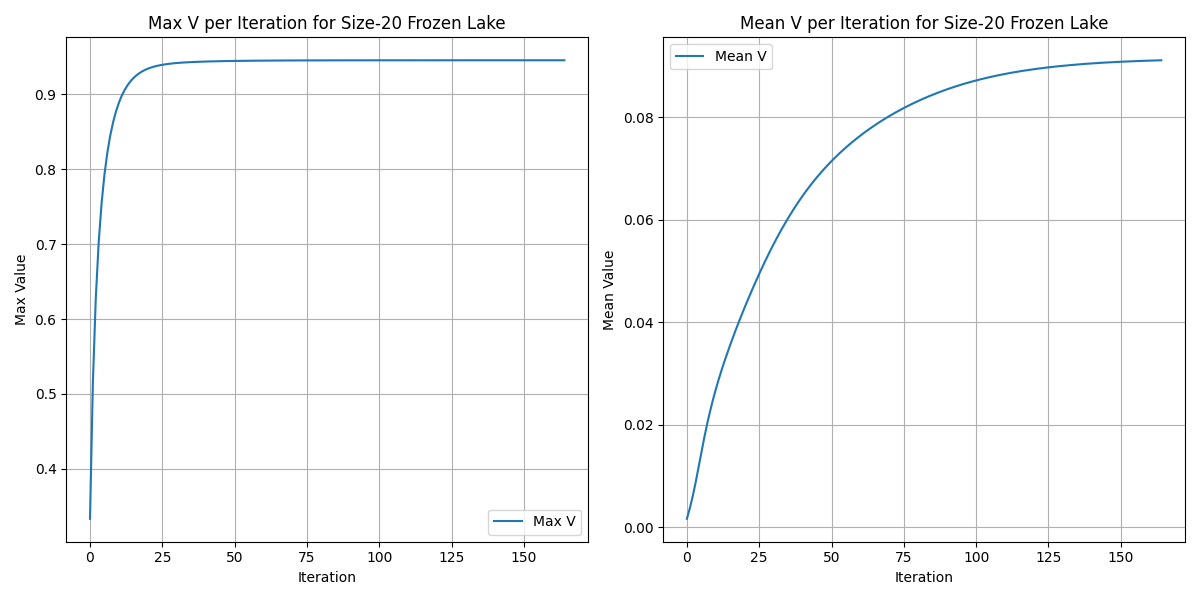 Max V per Iteration for Size-20 Frozen Lake
Max Value
0.9
0.8
0.7
0.6
0.5
0.4
Max V
0 25 50 75 100 125 150
Iteration
Mean V per Iteration for Size-20 Frozen Lake
Mean V
Mean Value
0.08
0.06
0.04
0.02
0.00
0 25 50 75 100 125 150
Iteration